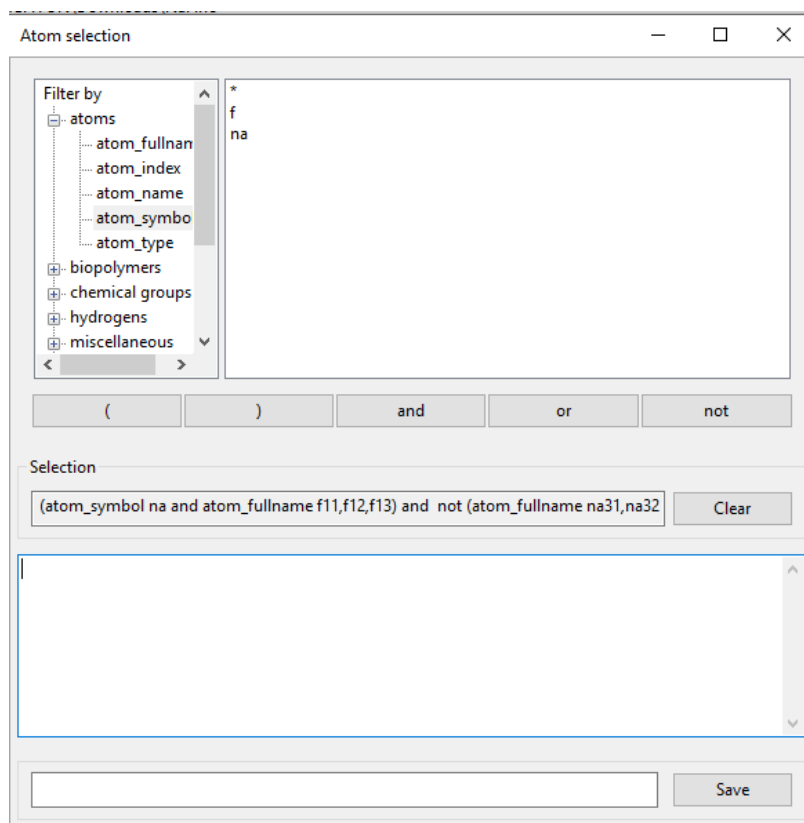 Atom selection
Filter by
atoms
atom_fullnam
atom_index
atom_name
atom_symbo
atom_type
biopolymers
chemical groups
hydrogens
miscellaneous
*
f
na
( ) and or not
Selection
(atom_symbol na and atom_fullname f11,f12,f13) and not (atom_fullname na31,na32 Clear
Save